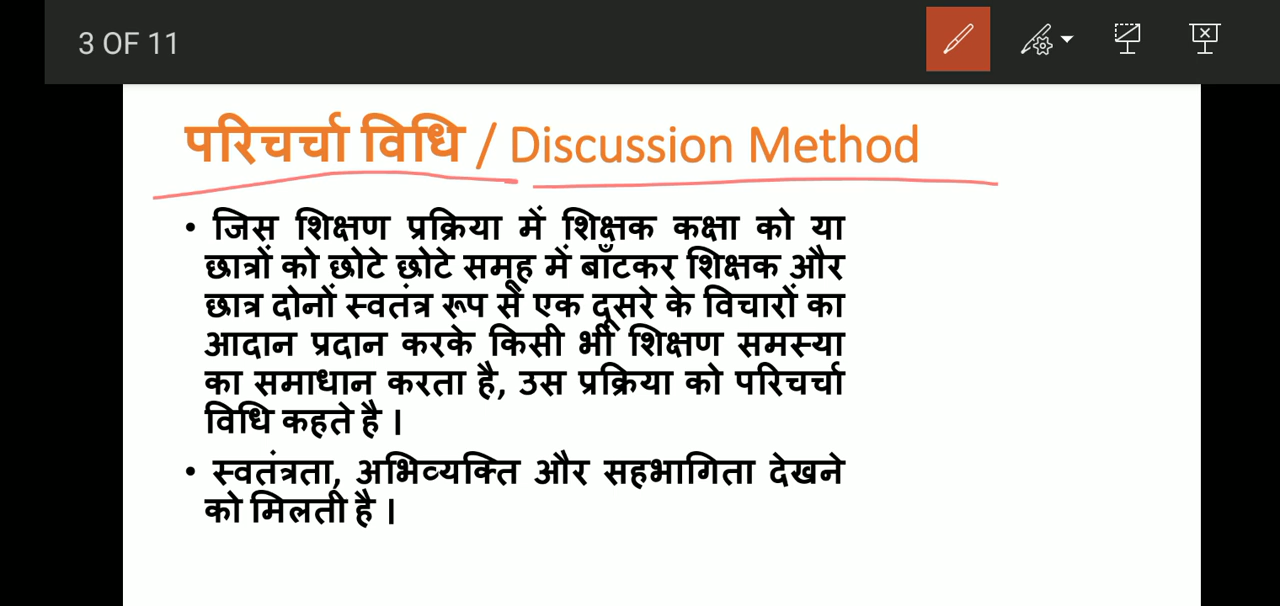 3 OF 11
परिचर्चा विधि / Discussion Method
• जिस शिक्षण प्रक्रिया में शिक्षक कक्षा को या
छात्रों को छोटे छोटे समूह में बाँटकर शिक्षक और
छात्र दोनों स्वतंत्र रूप से एक दूसरे के विचारों का
आदान प्रदान करके किसी भी शिक्षण समस्या
का समाधान करता है, उस प्रक्रिया को परिचर्चा
विधि कहते है ।
• स्वतंत्रता, अभिव्यक्ति और सहभागिता देखने
को मिलती है ।